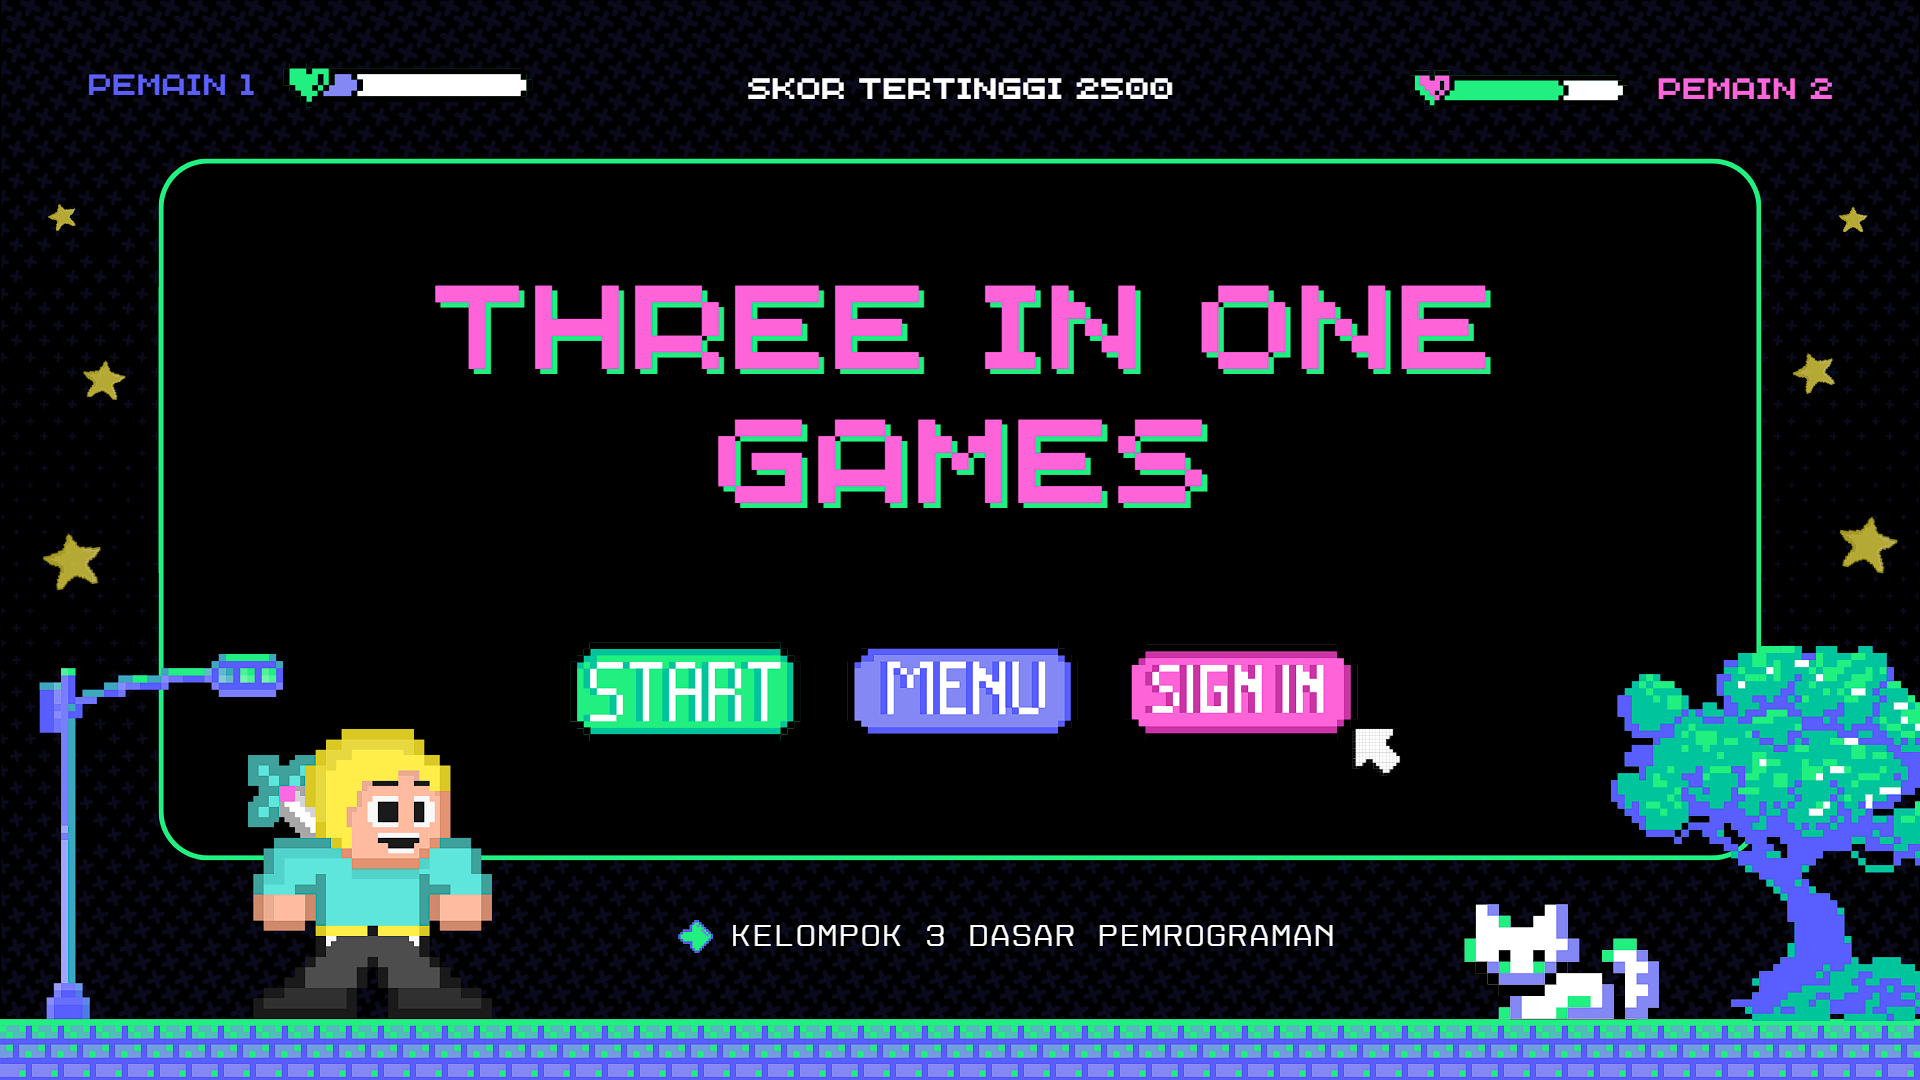 PEMAIN 1
SKOR TERTINGGI 2500
PEMAIN 2
THREE IN ONE
GAMES
START
MENU
SIGN IN
KELOMPOK 3 DASAR PEMROGRAMAN